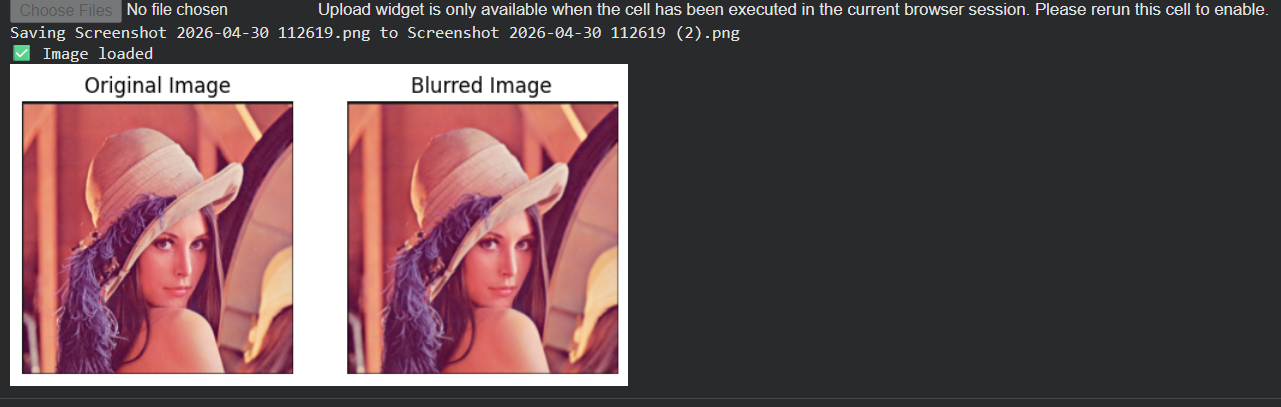 Choose Files No file chosen Upload widget is only available when the cell has been executed in the current browser session. Please rerun this cell to enable.
Saving Screenshot 2026-04-30 112619.png to Screenshot 2026-04-30 112619 (2).png
✅ Image loaded
Original Image Blurred Image